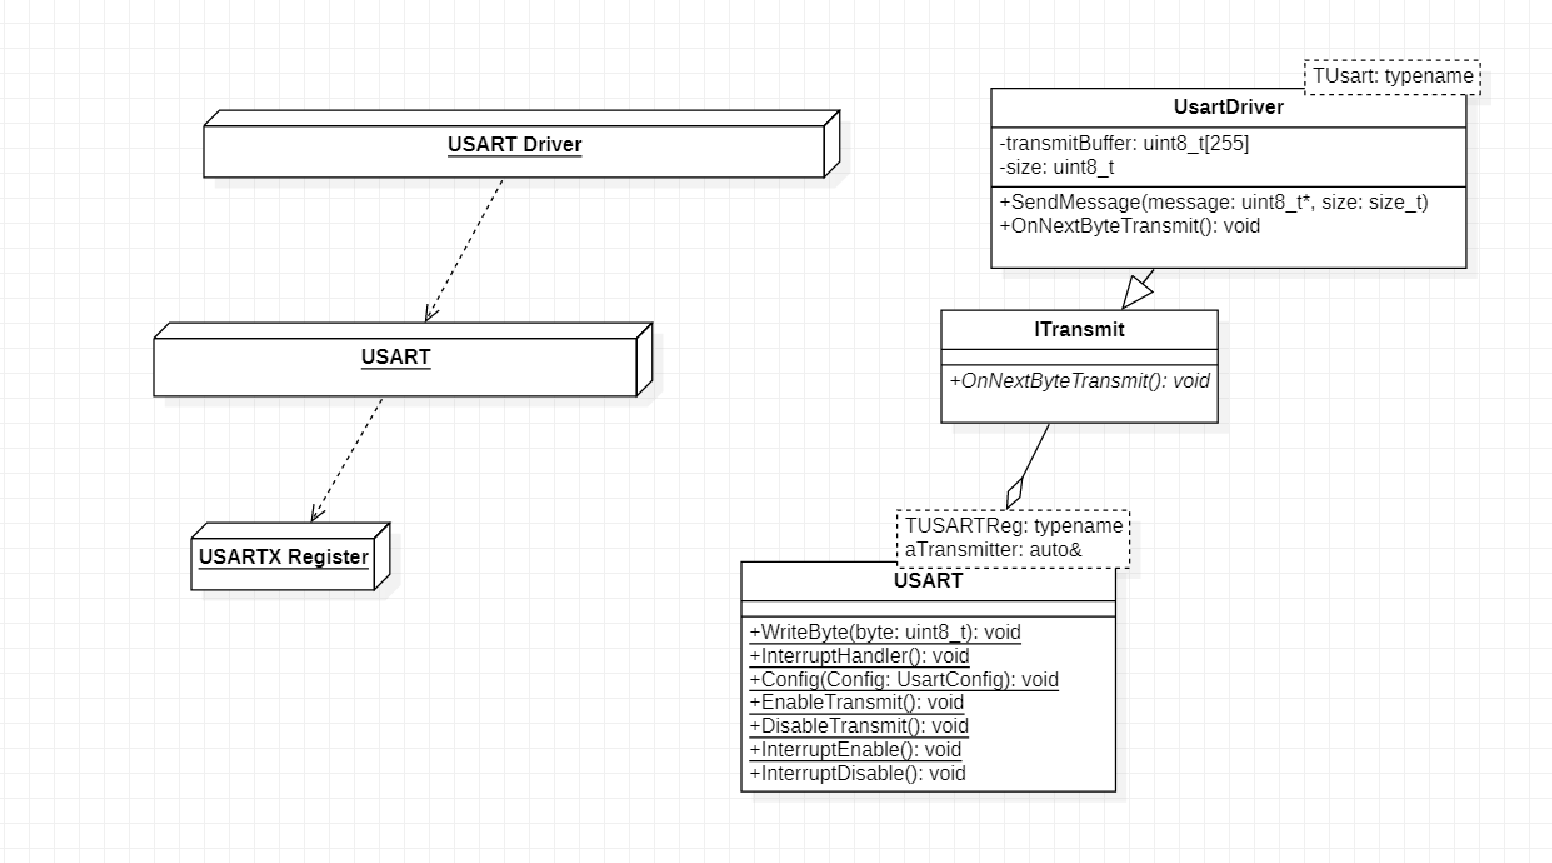 USART Driver
USART
USARTX Register
TUsart: typename
UsartDriver
-transmitBuffer: uint8_t[255]
-size: uint8_t
+SendMessage(message: uint8_t*, size: size_t)
+OnNextByteTransmit(): void
ITransmit
+OnNextByteTransmit(): void
TUSARTReg: typename
aTransmitter: auto&
USART
+WriteByte(byte: uint8_t): void
+InterruptHandler(): void
+Config(Config: UsartConfig): void
+EnableTransmit(): void
+DisableTransmit(): void
+InterruptEnable(): void
+InterruptDisable(): void